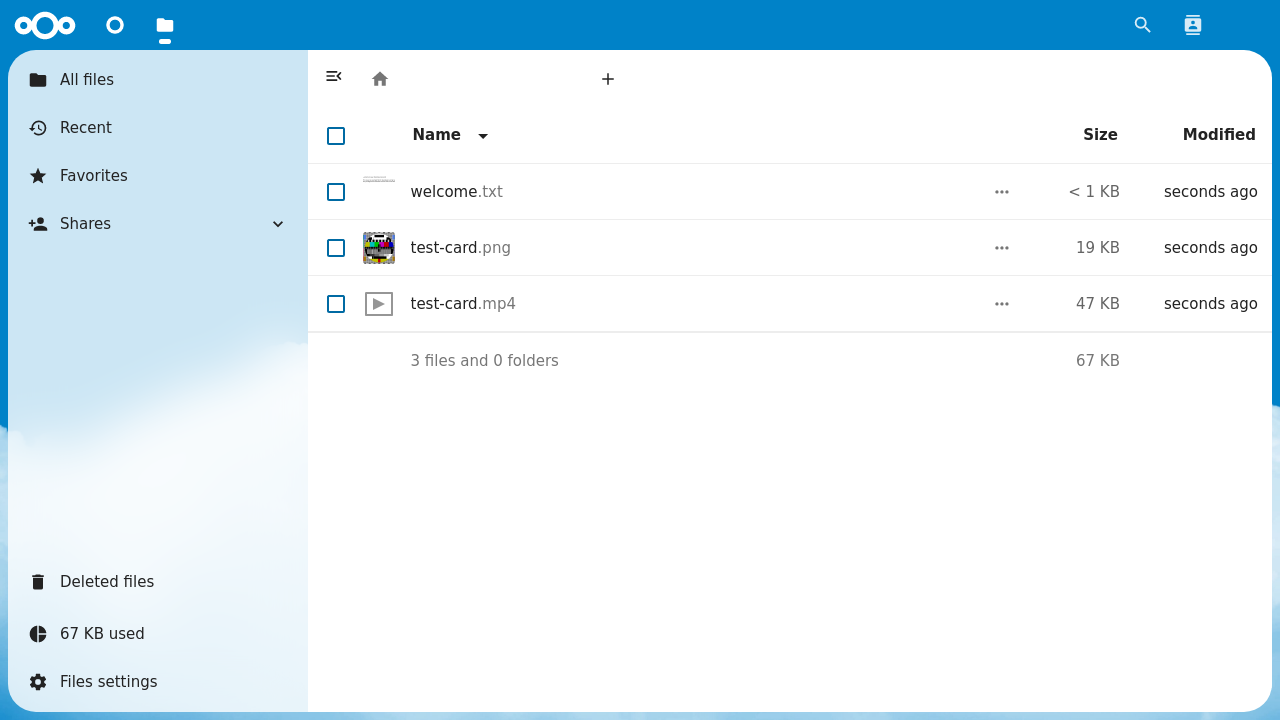 All files
Recent
Favorites
Shares
Deleted files
67 KB used
Files settings
Name Size Modified
welcome.txt < 1 KB seconds ago
test-card.png 19 KB seconds ago
test-card.mp4 47 KB seconds ago
3 files and 0 folders 67 KB